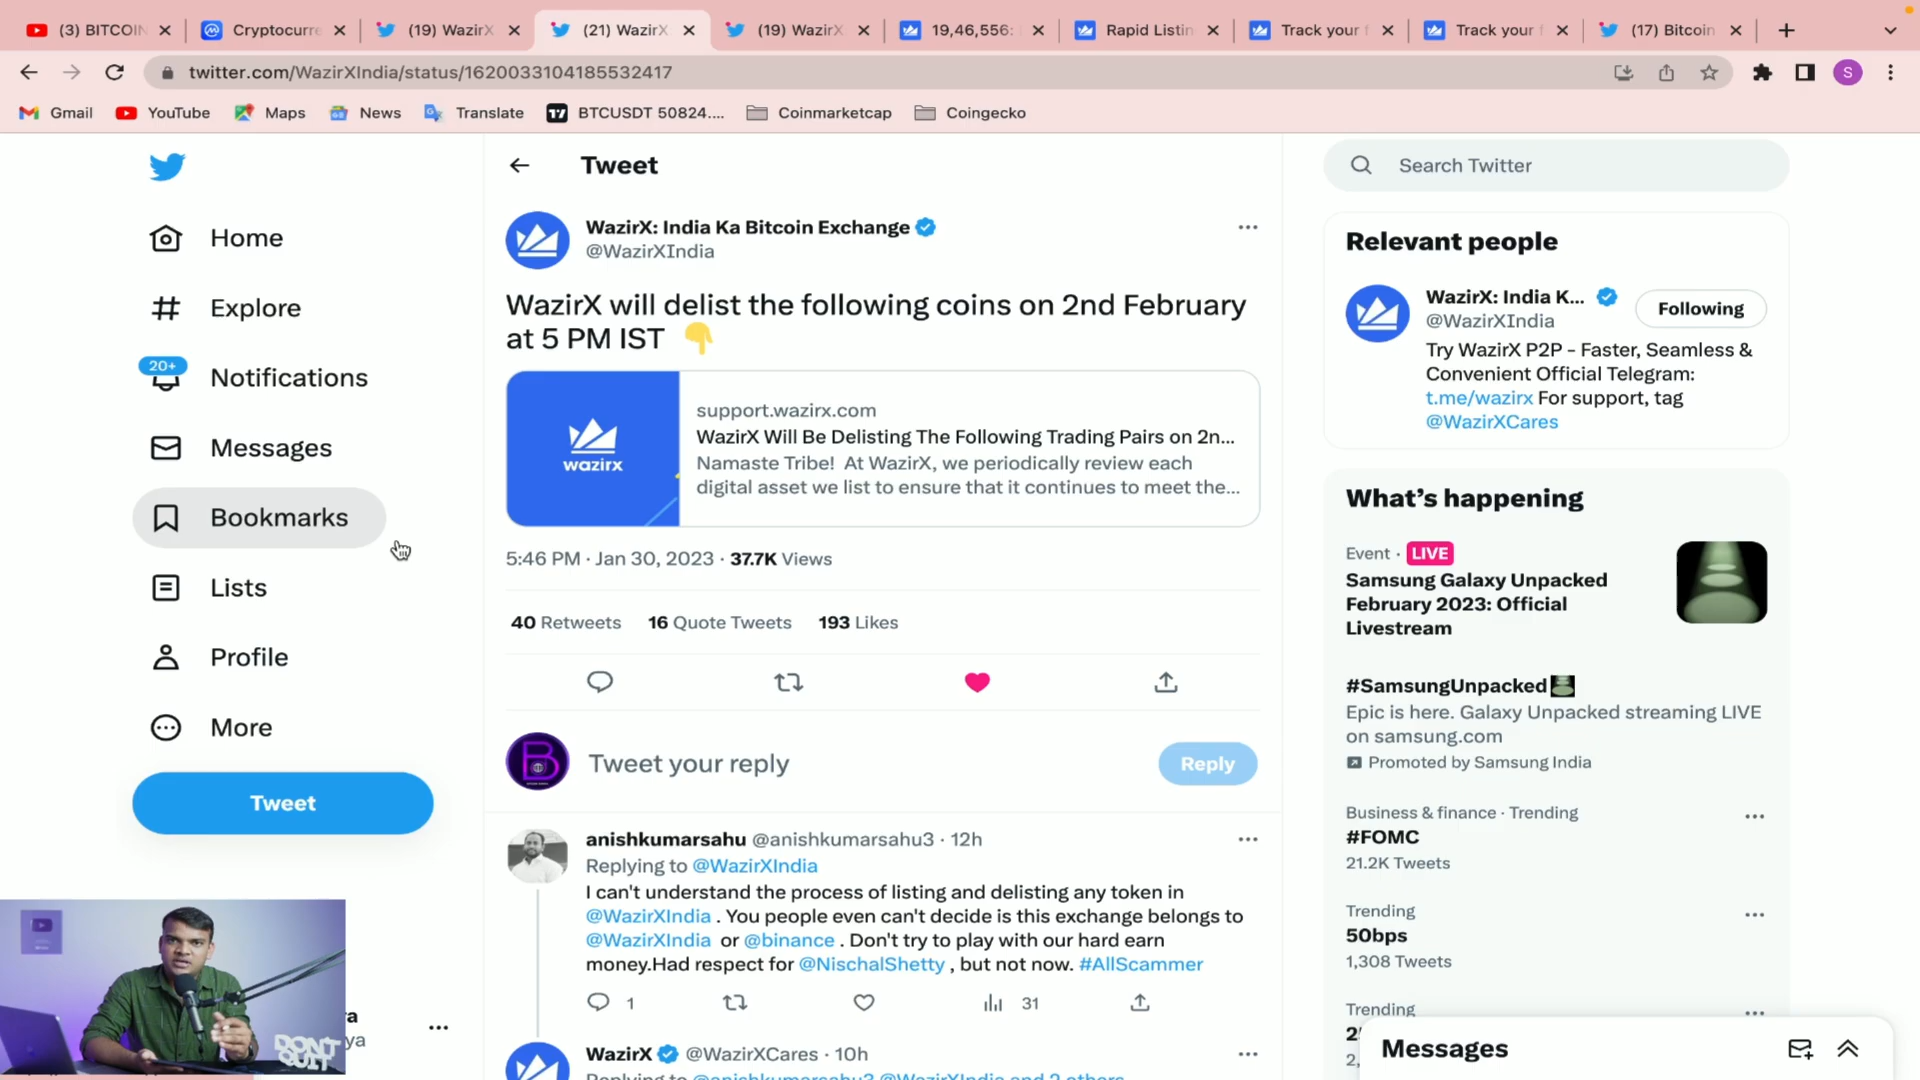 (3) BITCOIN
Cryptocurre
(19) WazirX
(21) WazirX
(19) WazirX
19,46,556:
Rapid Listin
Track your f
Track your f
(17) Bitcoin
twitter.com/WazirXIndia/status/1620033104185532417
S
Gmail
YouTube
Maps
News
Translate
BTCUSDT 50824....
Coinmarketcap
Coingecko
Home
Explore
20+
Notifications
Messages
Bookmarks
Lists
Profile
More
Tweet
Tweet
WazirX: India Ka Bitcoin Exchange
@WazirXIndia
WazirX will delist the following coins on 2nd February
at 5 PM IST 👇
wazirx
support.wazirx.com
WazirX Will Be Delisting The Following Trading Pairs on 2n...
Namaste Tribe! At WazirX, we periodically review each
digital asset we list to ensure that it continues to meet the...
5:46 PM · Jan 30, 2023 · 37.7K Views
40 Retweets 16 Quote Tweets 193 Likes
Tweet your reply
Reply
anishkumarsahu @anishkumarsahu3 · 12h
Replying to @WazirXIndia
I can't understand the process of listing and delisting any token in
@WazirXIndia . You people even can't decide is this exchange belongs to
@WazirXIndia or @binance . Don't try to play with our hard earn
money.Had respect for @NischalShetty , but not now. #AllScammer
1
31
WazirX @WazirXCares · 10h
Replying to @anishkumarsahu3 @WazirXIndia and 2 others
Search Twitter
Relevant people
WazirX: India K...
@WazirXIndia
Following
Try WazirX P2P - Faster, Seamless &
Convenient Official Telegram:
t.me/wazirx For support, tag
@WazirXCares
What's happening
Event · LIVE
Samsung Galaxy Unpacked
February 2023: Official
Livestream
#SamsungUnpacked
Epic is here. Galaxy Unpacked streaming LIVE
on samsung.com
Promoted by Samsung India
Business & finance · Trending
#FOMC
21.2K Tweets
Trending
50bps
1,308 Tweets
Trending
Messages
DON'T
QUIT
a
ya